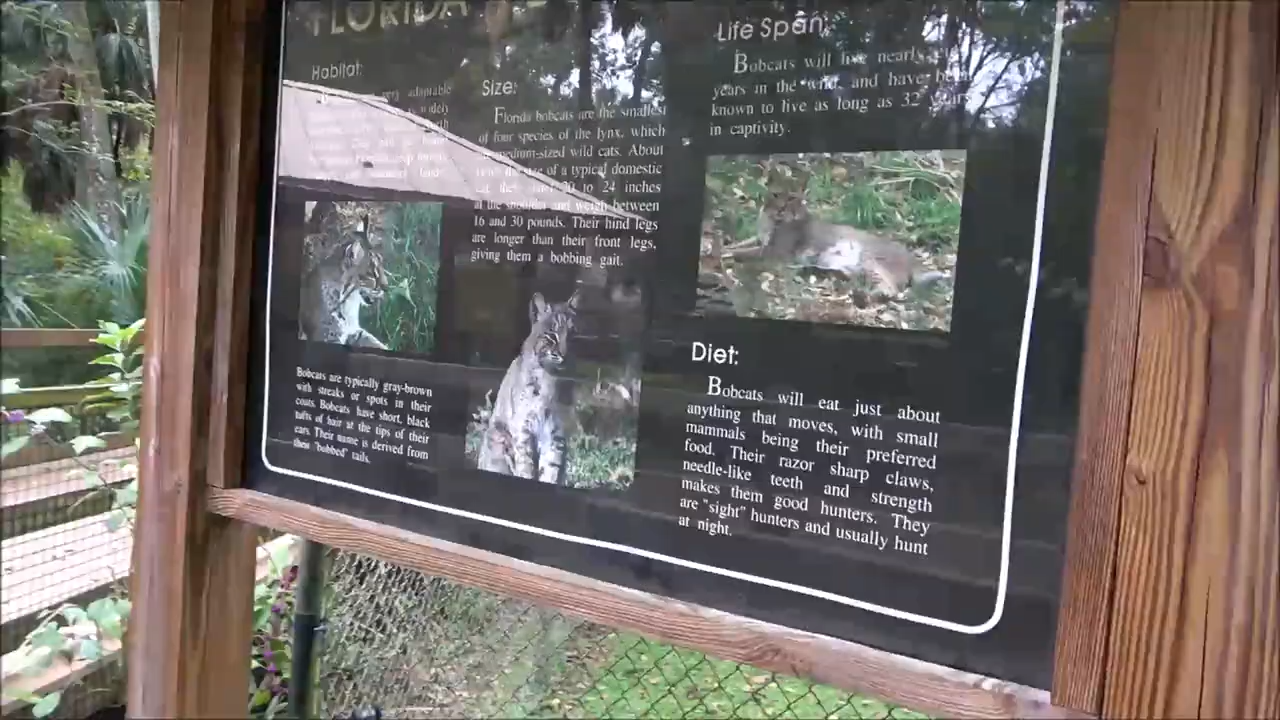 FLORIDA
Habitat:
very adaptable
Size:
Florida bobcats are the smallest
of four species of the lynx, which
medium-sized wild cats. About
size of a typical domestic
20 to 24 inches
at the shoulder and weigh between
16 and 30 pounds. Their hind legs
are longer than their front legs,
giving them a bobbing gait.
Bobcats are typically gray-brown
with streaks or spots in their
coats. Bobcats have short, black
tufts of hair at the tips of their
ears. Their name is derived from
their "bobbed" tails.
Life Span:
Bobcats will live nearly
years in the wild, and have been
known to live as long as 32 years
in captivity.
Diet:
Bobcats will eat just about
anything that moves, with small
mammals being their preferred
food. Their razor sharp claws,
needle-like teeth and strength
makes them good hunters. They
are "sight" hunters and usually hunt
at night.